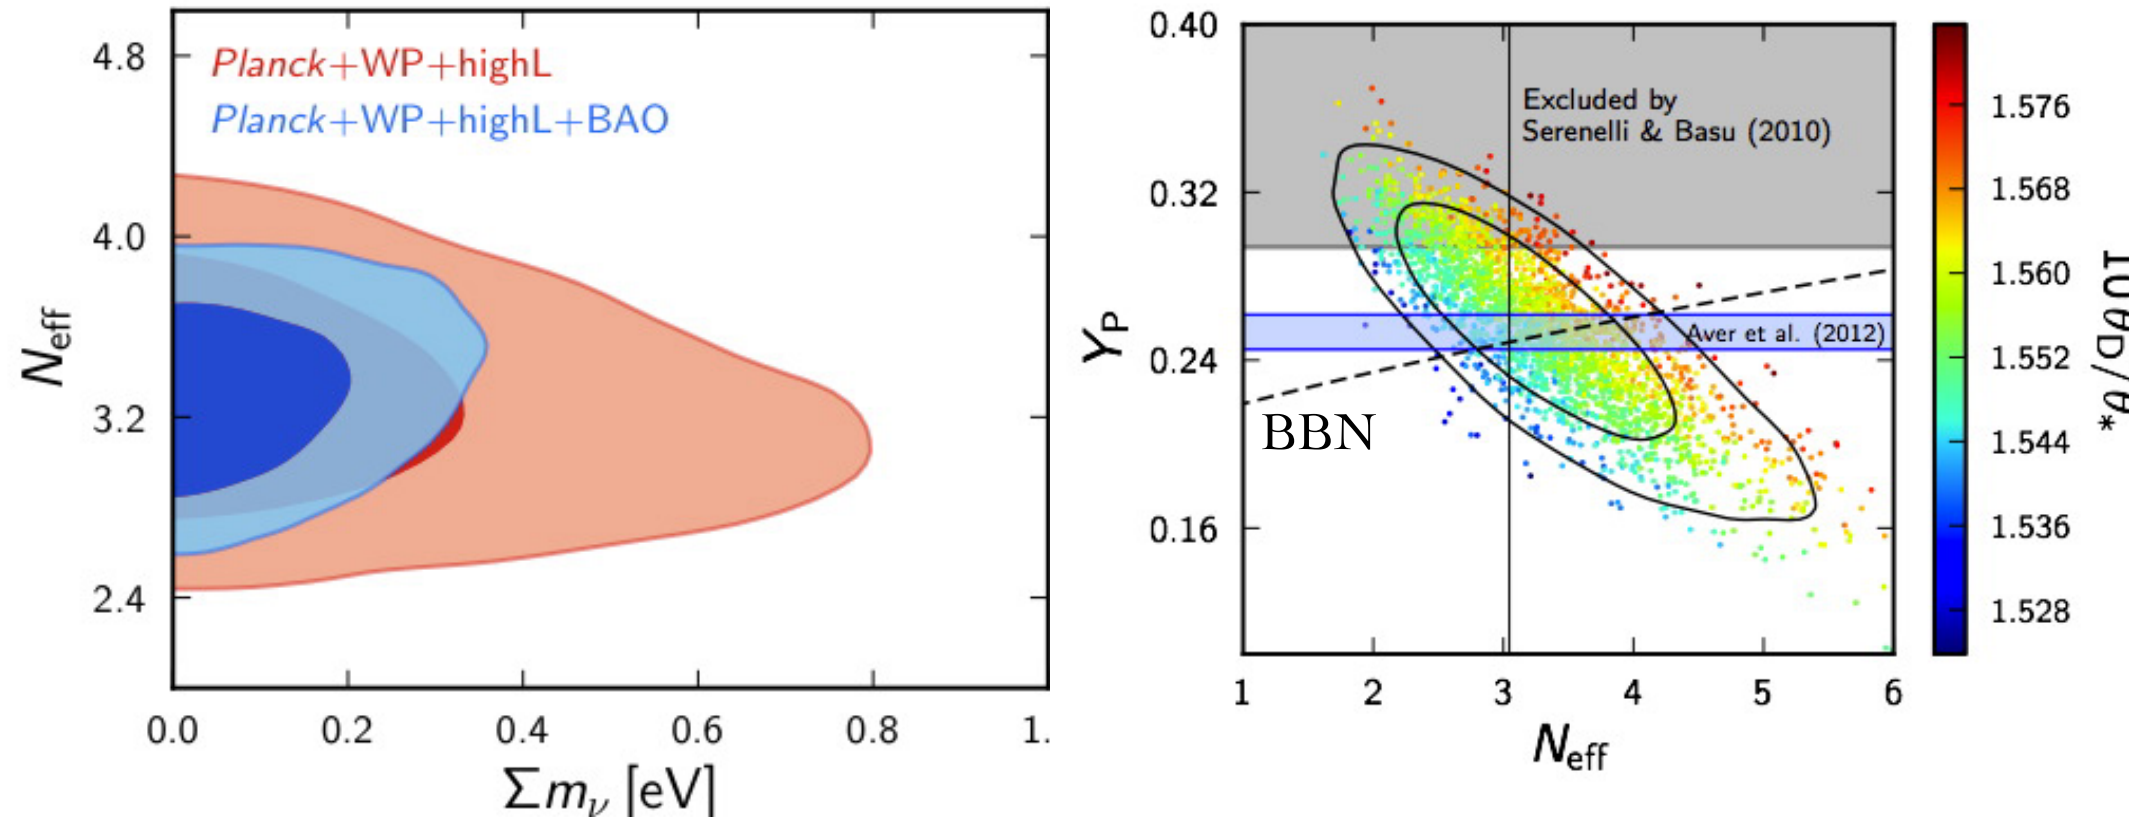 Planck+WP+highL
Planck+WP+highL+BAO
4.8
4.0
3.2
2.4
N_eff
0.0 0.2 0.4 0.6 0.8 1.
Σm_ν [eV]
0.40
0.32
0.24
0.16
Y_P
Excluded by
Serenelli & Basu (2010)
Aver et al. (2012)
BBN
1 2 3 4 5 6
N_eff
1.576
1.568
1.560
1.552
1.544
1.536
1.528
10 θ_D/θ_*